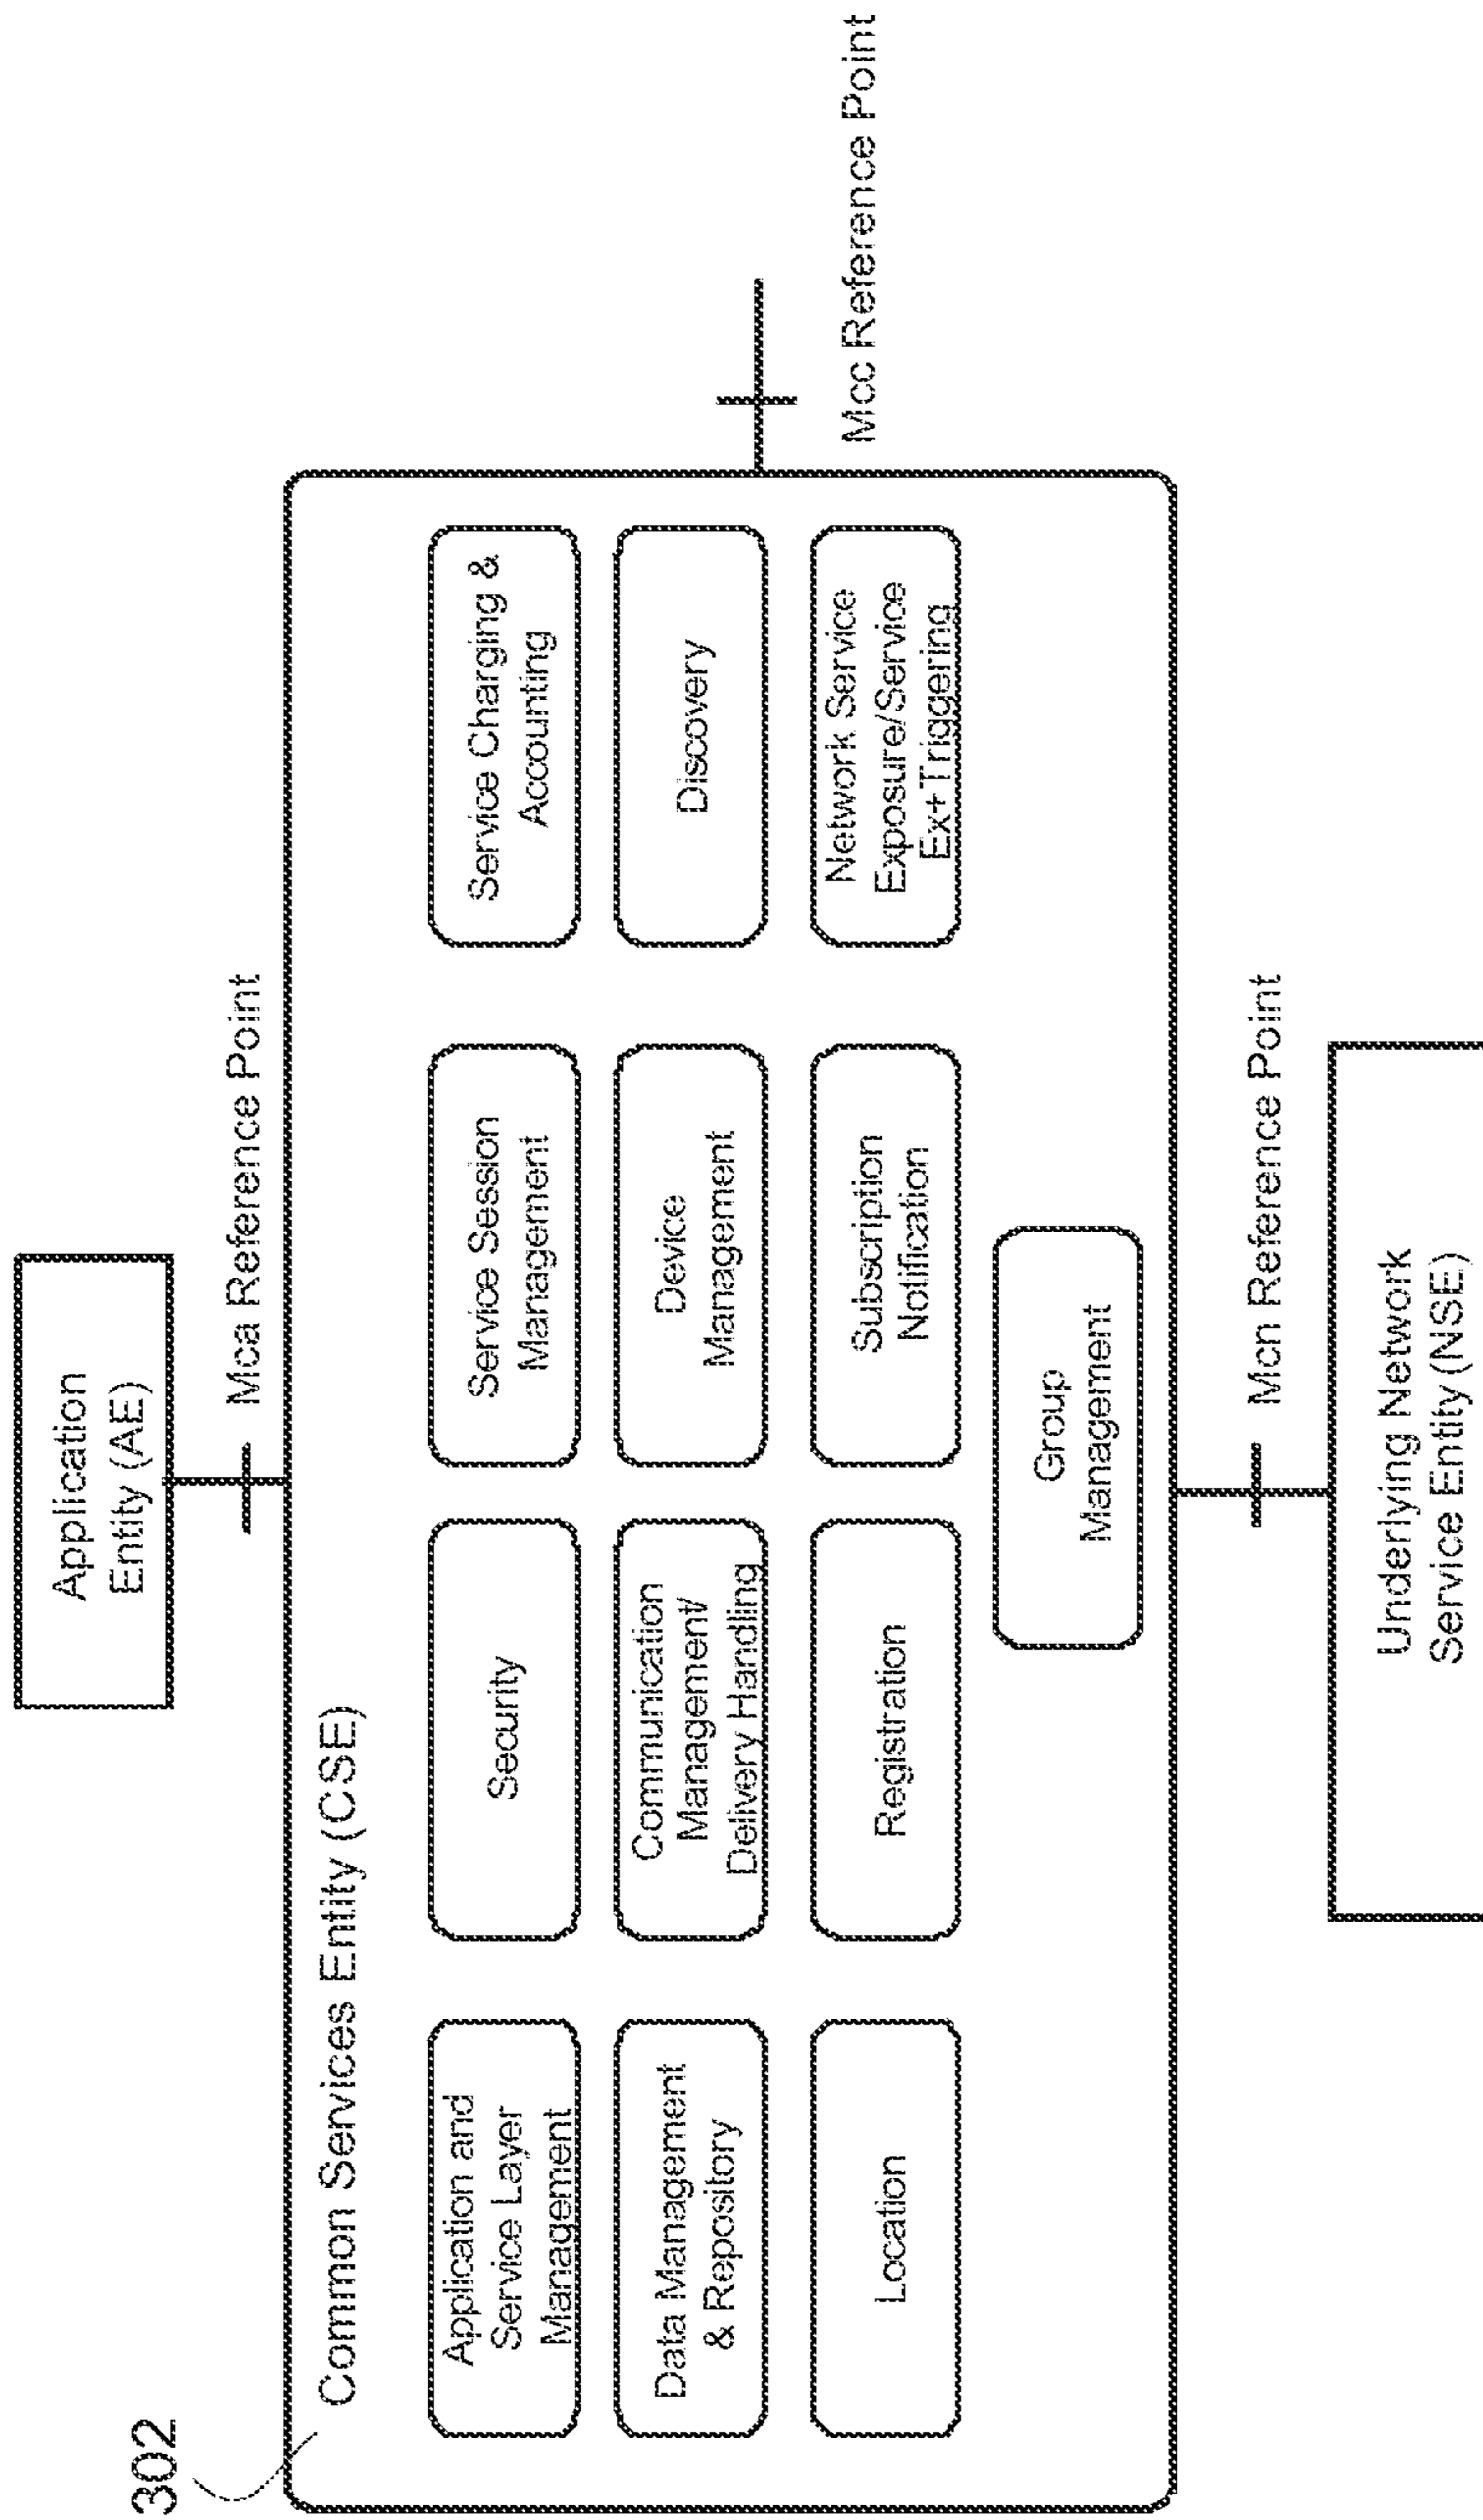 Application
Entity (AE)
Mca Reference Point
302
Common Services Entity (CSE)
Application and
Service Layer
Management
Security
Service Session
Management
Service Charging &
Accounting
Data Management
& Repository
Communication
Management/
Delivery Handling
Device
Management
Discovery
Location
Registration
Subscription
Notification
Network Service
Exposure/Service
Ex+Triggering
Group
Management
Mcc Reference Point
Mcn Reference Point
Underlying Network
Service Entity (NSE)